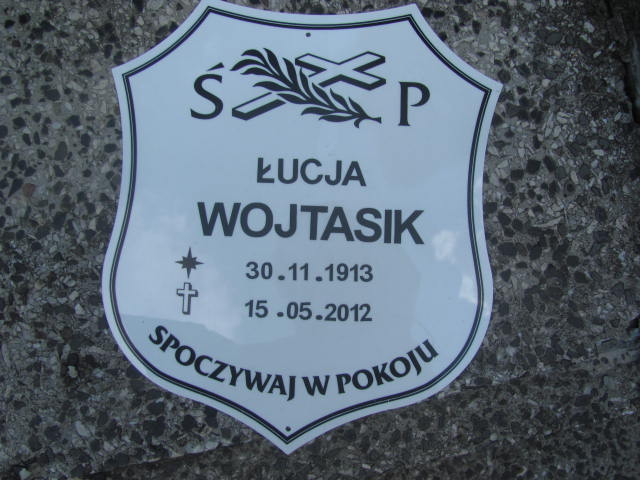 Ś P
ŁUCJA
WOJTASIK
30.11.1913
15.05.2012
SPOCZYWAJ W POKOJU